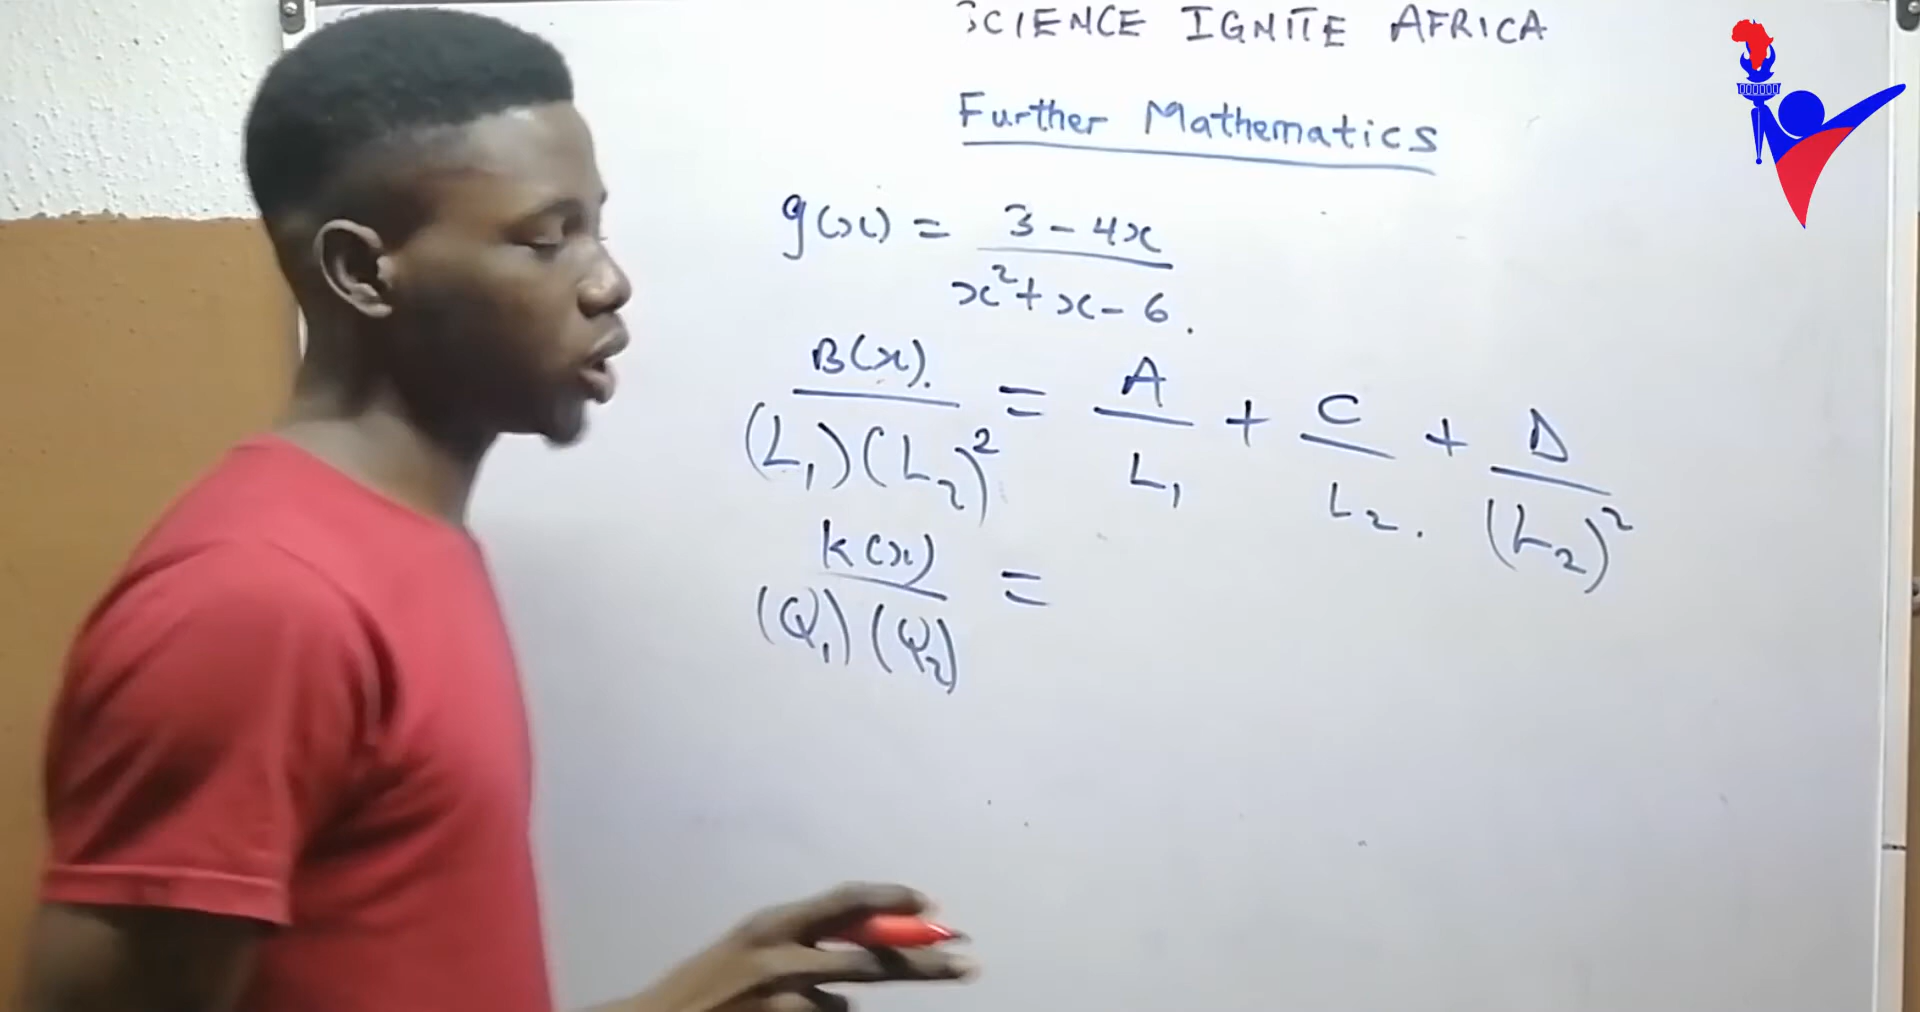 SCIENCE IGNITE AFRICA
Further Mathematics
g(x) = 3 - 4x / x² + x - 6.
B(x). / (L₁)(L₂)² = A / L₁ + C / L₂. + D / (L₂)²
k(x) / (Q₁)(Q₂) =